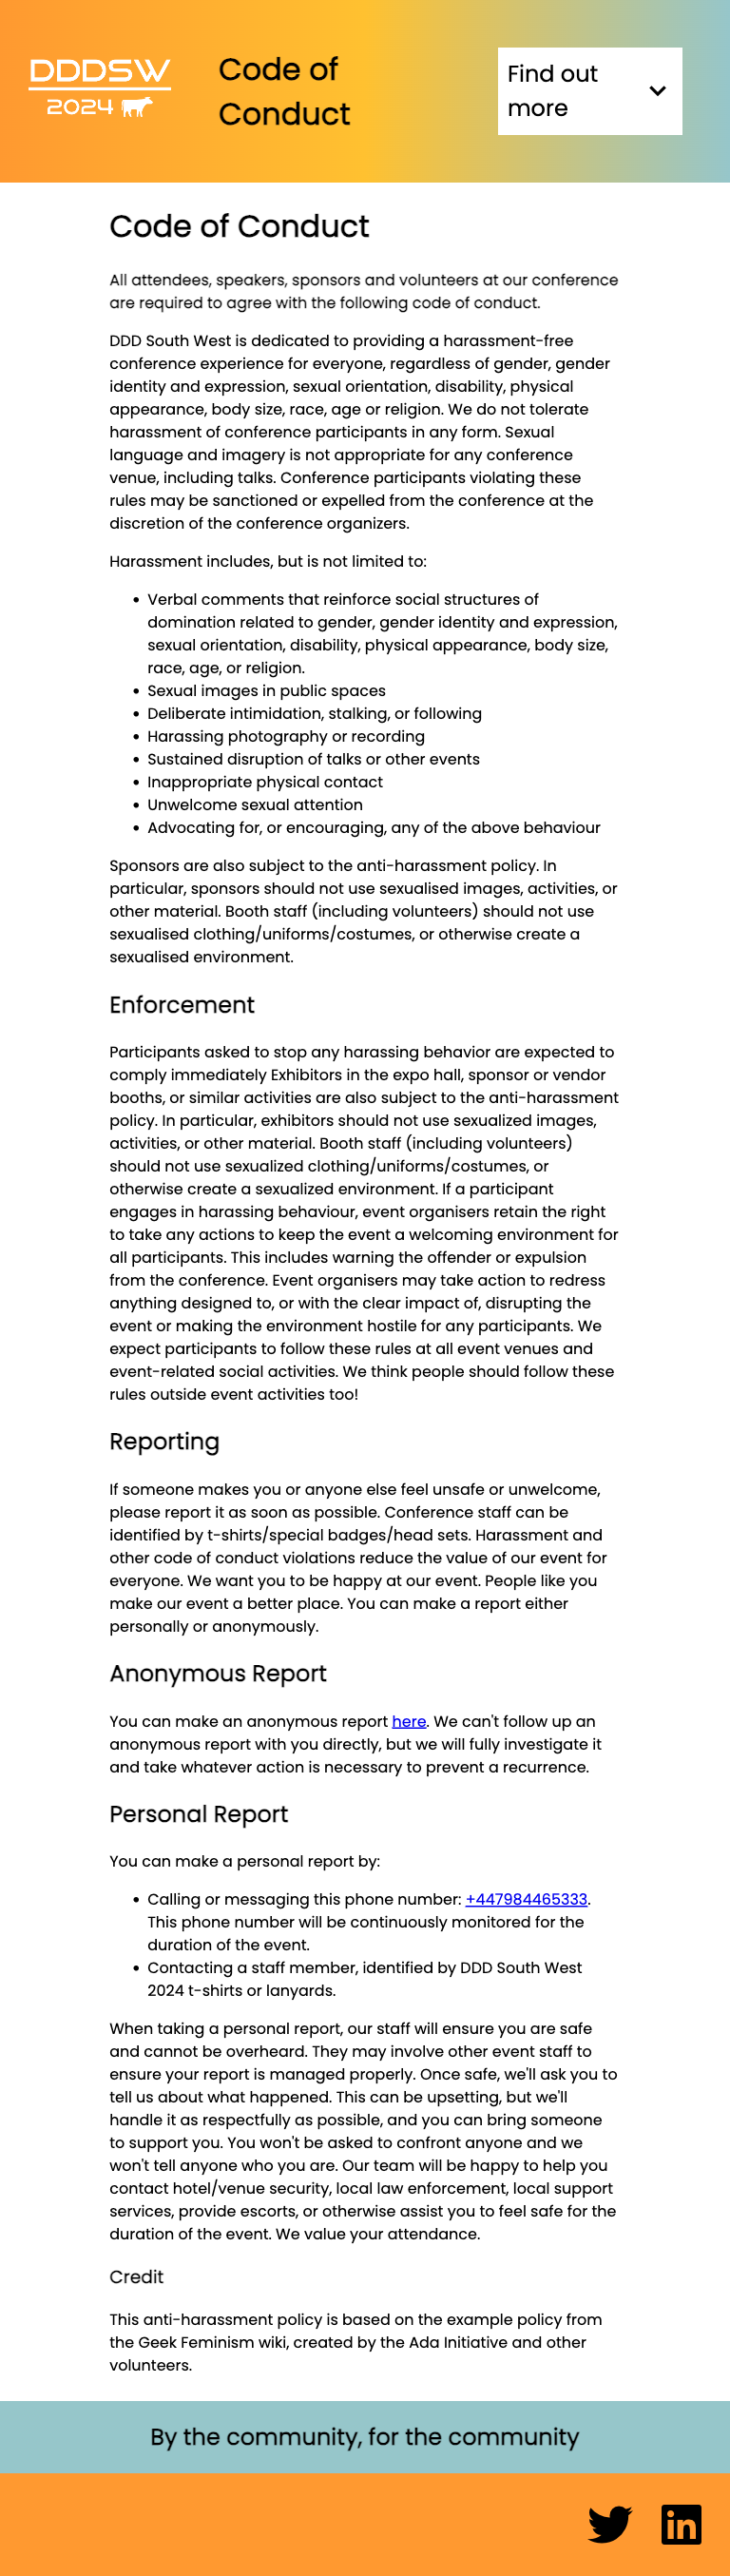 DDDSW
2024
Code of
Conduct
Find out
more
Code of Conduct
All attendees, speakers, sponsors and volunteers at our conference
are required to agree with the following code of conduct.
DDD South West is dedicated to providing a harassment-free
conference experience for everyone, regardless of gender, gender
identity and expression, sexual orientation, disability, physical
appearance, body size, race, age or religion. We do not tolerate
harassment of conference participants in any form. Sexual
language and imagery is not appropriate for any conference
venue, including talks. Conference participants violating these
rules may be sanctioned or expelled from the conference at the
discretion of the conference organizers.
Harassment includes, but is not limited to:
• Verbal comments that reinforce social structures of
domination related to gender, gender identity and expression,
sexual orientation, disability, physical appearance, body size,
race, age, or religion.
• Sexual images in public spaces
• Deliberate intimidation, stalking, or following
• Harassing photography or recording
• Sustained disruption of talks or other events
• Inappropriate physical contact
• Unwelcome sexual attention
• Advocating for, or encouraging, any of the above behaviour
Sponsors are also subject to the anti-harassment policy. In
particular, sponsors should not use sexualised images, activities, or
other material. Booth staff (including volunteers) should not use
sexualised clothing/uniforms/costumes, or otherwise create a
sexualised environment.
Enforcement
Participants asked to stop any harassing behavior are expected to
comply immediately Exhibitors in the expo hall, sponsor or vendor
booths, or similar activities are also subject to the anti-harassment
policy. In particular, exhibitors should not use sexualized images,
activities, or other material. Booth staff (including volunteers)
should not use sexualized clothing/uniforms/costumes, or
otherwise create a sexualized environment. If a participant
engages in harassing behaviour, event organisers retain the right
to take any actions to keep the event a welcoming environment for
all participants. This includes warning the offender or expulsion
from the conference. Event organisers may take action to redress
anything designed to, or with the clear impact of, disrupting the
event or making the environment hostile for any participants. We
expect participants to follow these rules at all event venues and
event-related social activities. We think people should follow these
rules outside event activities too!
Reporting
If someone makes you or anyone else feel unsafe or unwelcome,
please report it as soon as possible. Conference staff can be
identified by t-shirts/special badges/head sets. Harassment and
other code of conduct violations reduce the value of our event for
everyone. We want you to be happy at our event. People like you
make our event a better place. You can make a report either
personally or anonymously.
Anonymous Report
You can make an anonymous report here. We can't follow up an
anonymous report with you directly, but we will fully investigate it
and take whatever action is necessary to prevent a recurrence.
Personal Report
You can make a personal report by:
• Calling or messaging this phone number: +447984465333.
This phone number will be continuously monitored for the
duration of the event.
• Contacting a staff member, identified by DDD South West
2024 t-shirts or lanyards.
When taking a personal report, our staff will ensure you are safe
and cannot be overheard. They may involve other event staff to
ensure your report is managed properly. Once safe, we'll ask you to
tell us about what happened. This can be upsetting, but we'll
handle it as respectfully as possible, and you can bring someone
to support you. You won't be asked to confront anyone and we
won't tell anyone who you are. Our team will be happy to help you
contact hotel/venue security, local law enforcement, local support
services, provide escorts, or otherwise assist you to feel safe for the
duration of the event. We value your attendance.
Credit
This anti-harassment policy is based on the example policy from
the Geek Feminism wiki, created by the Ada Initiative and other
volunteers.
By the community, for the community
in